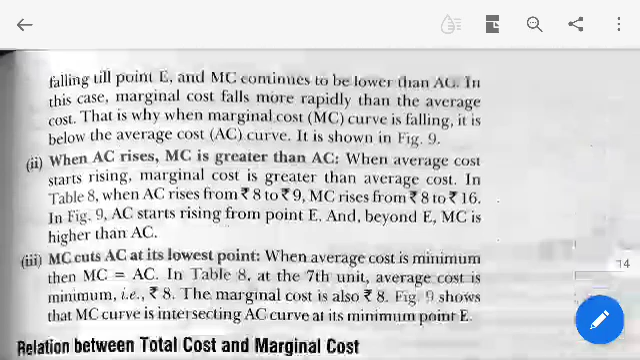 falling till point E, and MC continues to be lower than AC. In
this case, marginal cost falls more rapidly than the average
cost. That is why when marginal cost (MC) curve is falling, it is
below the average cost (AC) curve. It is shown in Fig. 9.
(ii) When AC rises, MC is greater than AC: When average cost
starts rising, marginal cost is greater than average cost. In
Table 8, when AC rises from ₹ 8 to ₹ 9, MC rises from ₹ 8 to ₹ 16.
In Fig. 9, AC starts rising from point E. And, beyond E, MC is
higher than AC.
(iii) MC cuts AC at its lowest point: When average cost is minimum
then MC = AC. In Table 8, at the 7th unit, average cost is
minimum, i.e., ₹ 8. The marginal cost is also ₹ 8. Fig. 9 shows
that MC curve is intersecting AC curve at its minimum point E.
14
Relation between Total Cost and Marginal Cost